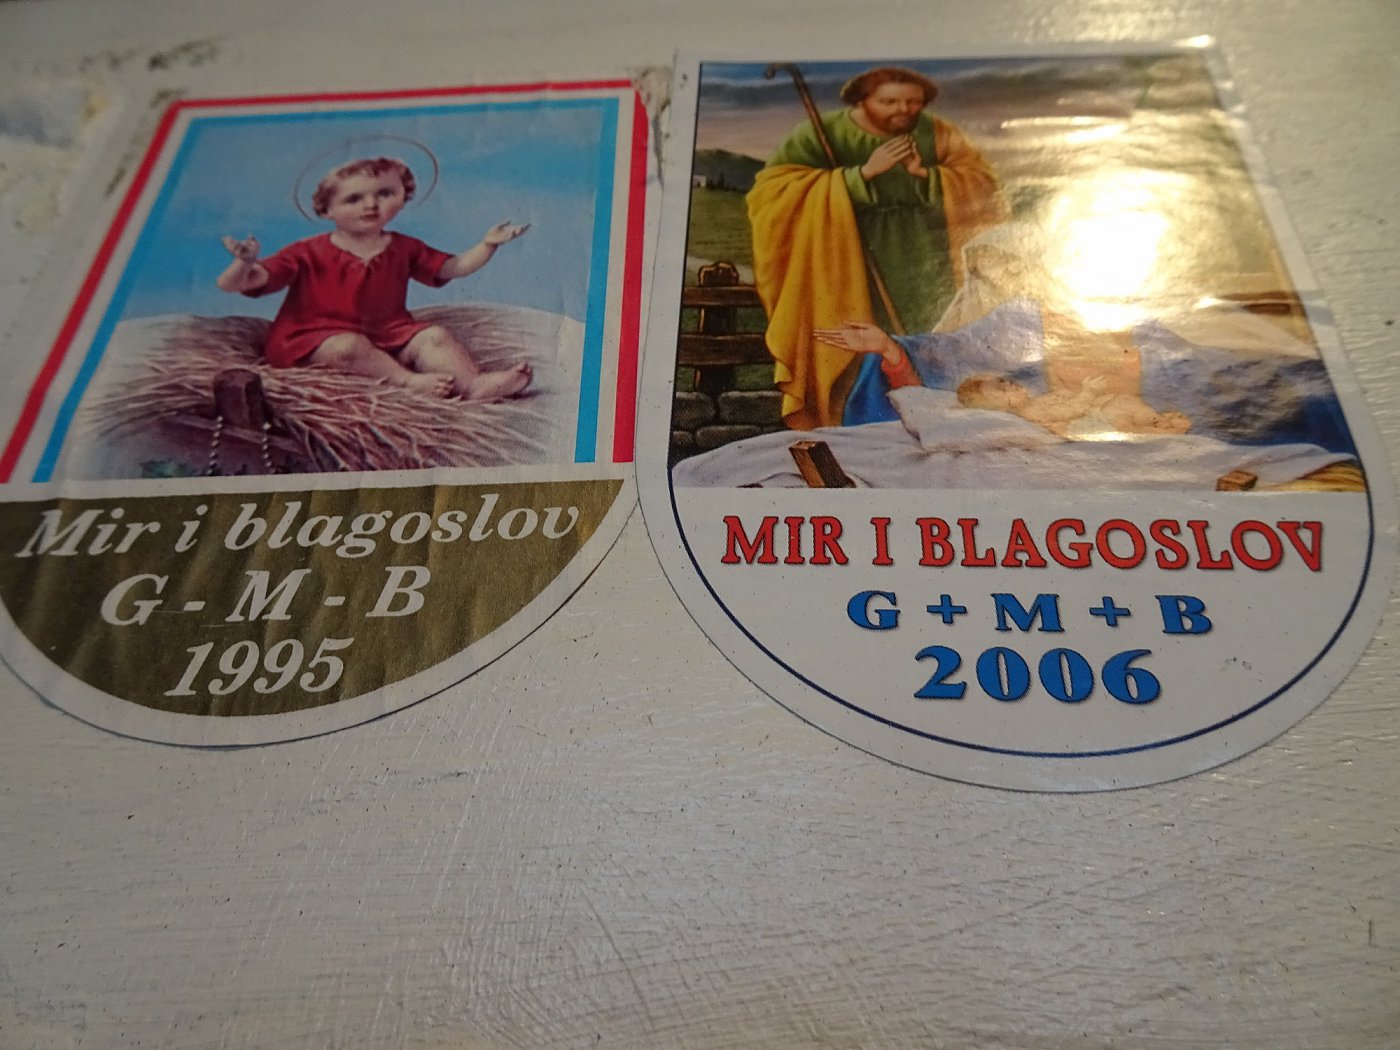 Mir i blagoslov
G - M - B
1995
MIR I BLAGOSLOV
G + M + B
2006